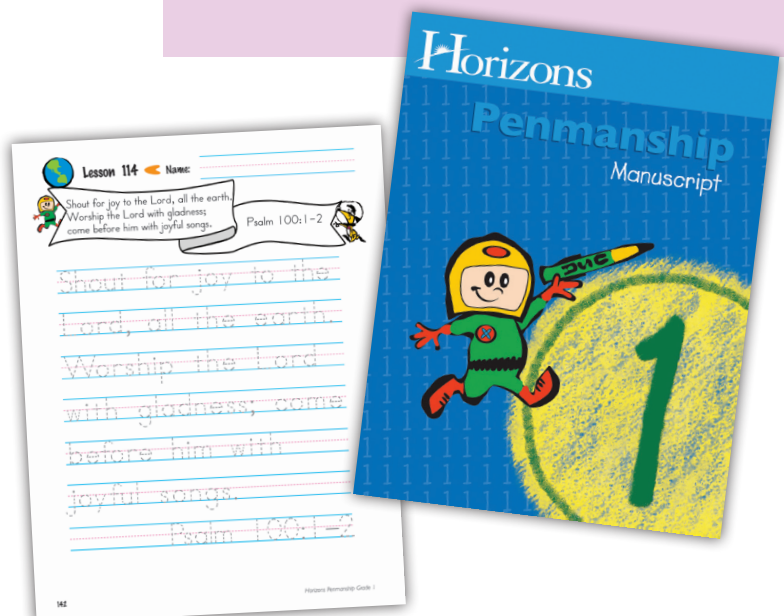 Lesson 114 Name:
Shout for joy to the Lord, all the earth.
Worship the Lord with gladness;
come before him with joyful songs.
Psalm 100:1-2
Shout for joy to the
Lord, all the earth.
Worship the Lord
with gladness; come
before him with
joyful songs.
Psalm 100:1-2
142
Horizons Penmanship Grade 1
Horizons
Penmanship
Manuscript
1